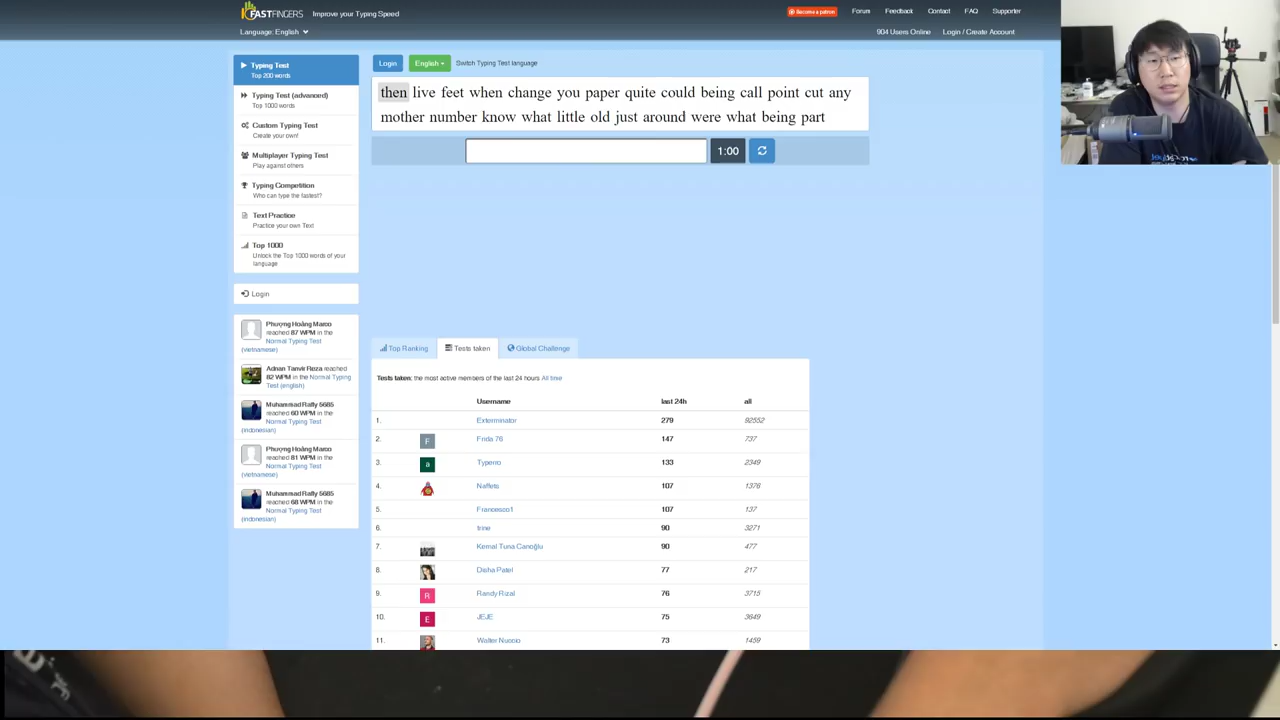 FASTFINGERS
Improve your Typing Speed
Become a patron
Forum
Feedback
Contact
FAQ
Supporter
Language: English
904 Users Online
Login / Create Account
Typing Test
Top 200 words
Typing Test (advanced)
Top 1000 words
Custom Typing Test
Create your own!
Multiplayer Typing Test
Play against others
Typing Competition
Who can type the fastest?
Text Practice
Practice your own Text
Top 1000
Unlock the Top 1000 words of your
language
Login
Phượng Hoàng Marco
reached 87 WPM in the
Normal Typing Test
(vietnamese)
Adnan Tanvir Reza reached
82 WPM in the Normal Typing
Test (english)
Muhammad Rafly 5685
reached 60 WPM in the
Normal Typing Test
(indonesian)
Phượng Hoàng Marco
reached 81 WPM in the
Normal Typing Test
(vietnamese)
Muhammad Rafly 5685
reached 68 WPM in the
Normal Typing Test
(indonesian)
Login
English
Switch Typing Test language
then live feet when change you paper quite could being call point cut any
mother number know what little old just around were what being part
1:00
Top Ranking
Tests taken
Global Challenge
Tests taken: the most active members of the last 24 hours All time
Username last 24h all
1. Exterminator 279 92552
2. F Frida 76 147 737
3. a Typerro 133 2349
4. Naffets 107 1376
5. Francesco1 107 137
6. trine 90 3271
7. Kemal Tuna Canoğlu 90 477
8. Disha Patel 77 217
9. R Randy Rizal 76 3715
10. E JEJE 75 3649
11. Walter Nuccio 73 1459